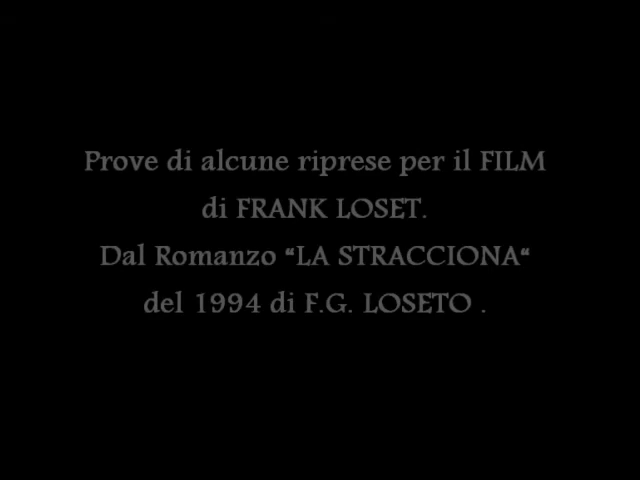 Prove di alcune riprese per il FILM
di FRANK LOSET.
Dal Romanzo “LA STRACCIONA“
del 1994 di F.G. LOSETO .